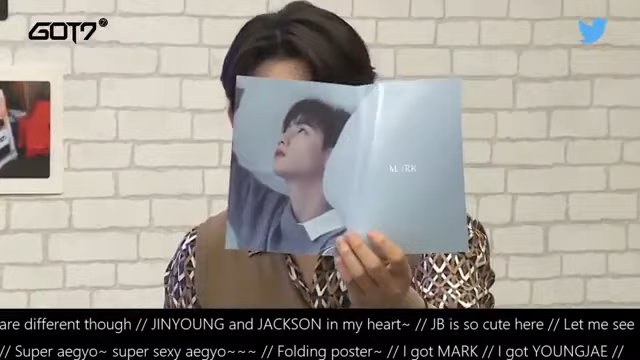 GOT7
MARK
are different though // JINYOUNG and JACKSON in my heart~ // JB is so cute here // Let me see
// Super aegyo~ super sexy aegyo~~~ // Folding poster~ // I got MARK // I got YOUNGJAE //